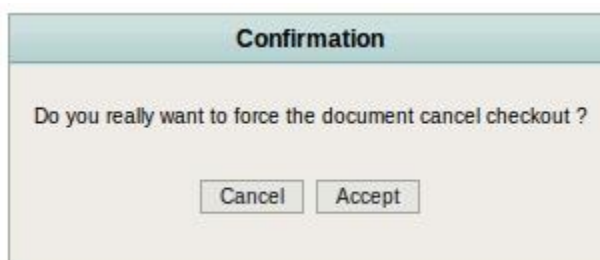 Confirmation
Do you really want to force the document cancel checkout ?
Cancel Accept